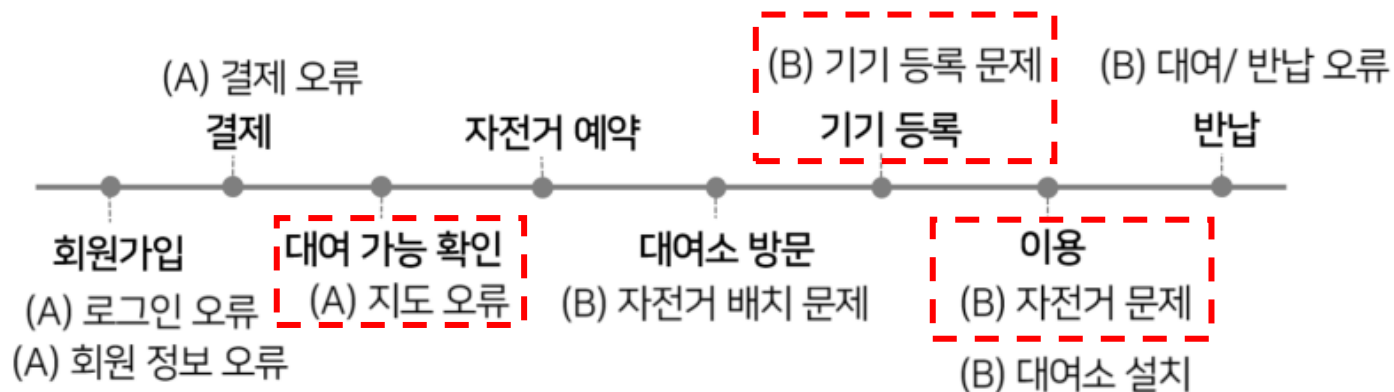 (A) 결제 오류
결제
자전거 예약
(B) 기기 등록 문제
기기 등록
(B) 대여/ 반납 오류
반납
회원가입
(A) 로그인 오류
(A) 회원 정보 오류
대여 가능 확인
(A) 지도 오류
대여소 방문
(B) 자전거 배치 문제
이용
(B) 자전거 문제
(B) 대여소 설치